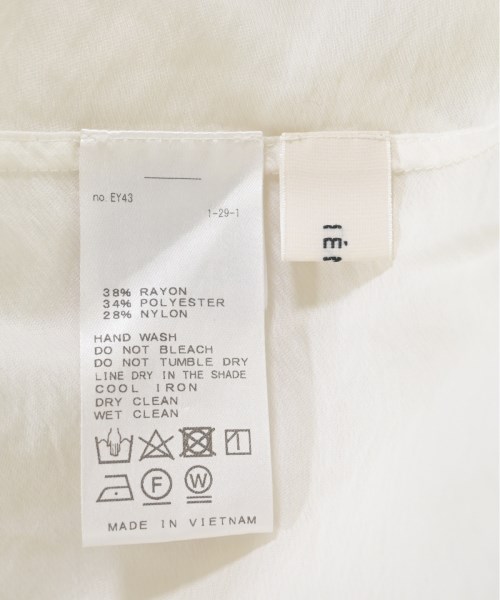 no. EY43
1-29-1
38% RAYON
34% POLYESTER
28% NYLON
HAND WASH
DO NOT BLEACH
DO NOT TUMBLE DRY
LINE DRY IN THE SHADE
COOL IRON
DRY CLEAN
WET CLEAN
F
W
MADE IN VIETNAM